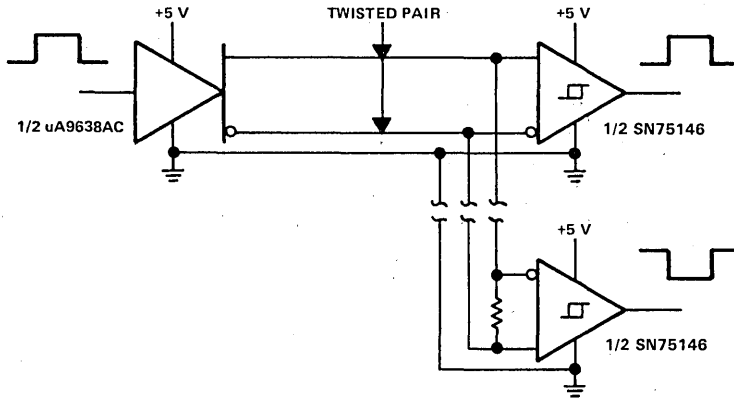 +5 V
TWISTED PAIR
+5 V
1/2 uA9638AC
1/2 SN75146
+5 V
1/2 SN75146